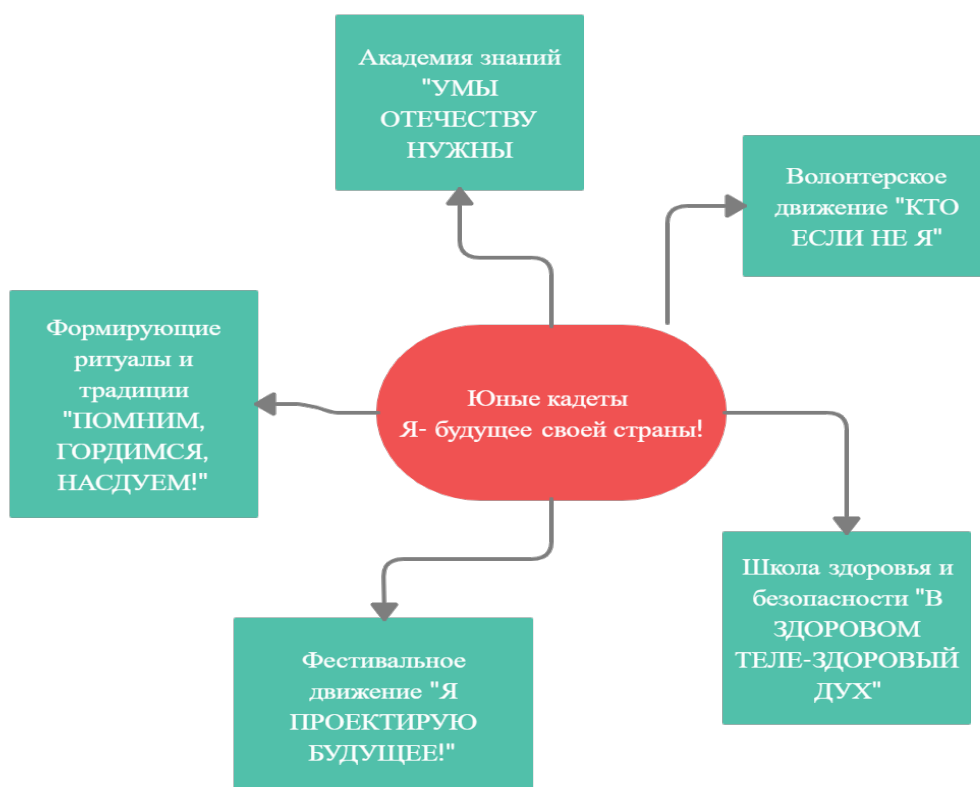 Академия знаний
"УМЫ
ОТЕЧЕСТВУ
НУЖНЫ
Волонтерское
движение "КТО
ЕСЛИ НЕ Я"
Формирующие
ритуалы и
традиции
"ПОМНИМ,
ГОРДИМСЯ,
НАСДУЕМ!"
Юные кадеты
Я- будущее своей страны!
Школа здоровья и
безопасности "В
ЗДОРОВОМ
ТЕЛЕ-ЗДОРОВЫЙ
ДУХ"
Фестивальное
движение "Я
ПРОЕКТИРУЮ
БУДУЩЕЕ!"